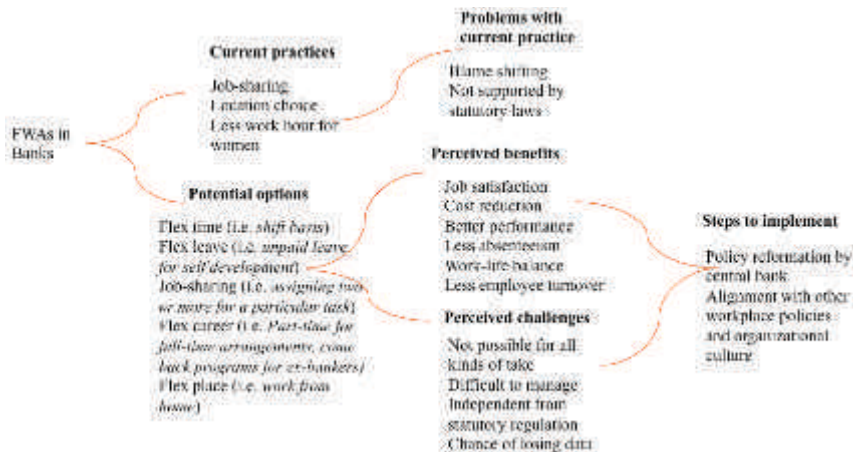 FWAs in
Banks
Current practices
Job-sharing
Location choice
Less work hour for
women
Problems with
current practice
Blame shifting
Not supported by
statutory laws
Potential options
Flex time (i.e. shift basis)
Flex leave (i.e. unpaid leave
for self development)
Job-sharing (i.e. assigning two
or more for a particular task)
Flex career (i.e. Part-time for
full-time arrangements, come
back programs for ex-bankers)
Flex place (i.e. work from
home)
Perceived benefits
Job satisfaction
Cost reduction
Better performance
Less absenteeism
Work-life balance
Less employee turnover
Perceived challenges
Not possible for all
kinds of take
Difficult to manage
Independent from
statutory regulation
Chance of losing data
Steps to implement
Policy reformation by
central bank
Alignment with other
workplace policies
and organizational
culture